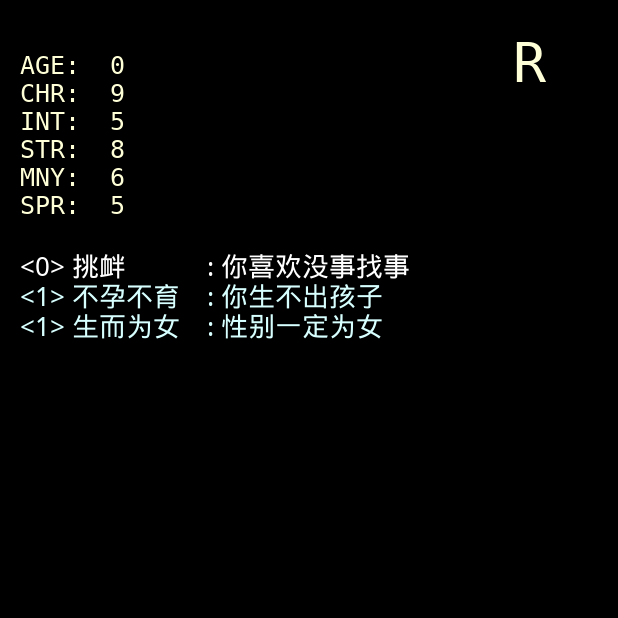 R
AGE: 0
CHR: 9
INT: 5
STR: 8
MNY: 6
SPR: 5
<0> 挑衅 : 你喜欢没事找事
<1> 不孕不育 : 你生不出孩子
<1> 生而为女 : 性别一定为女